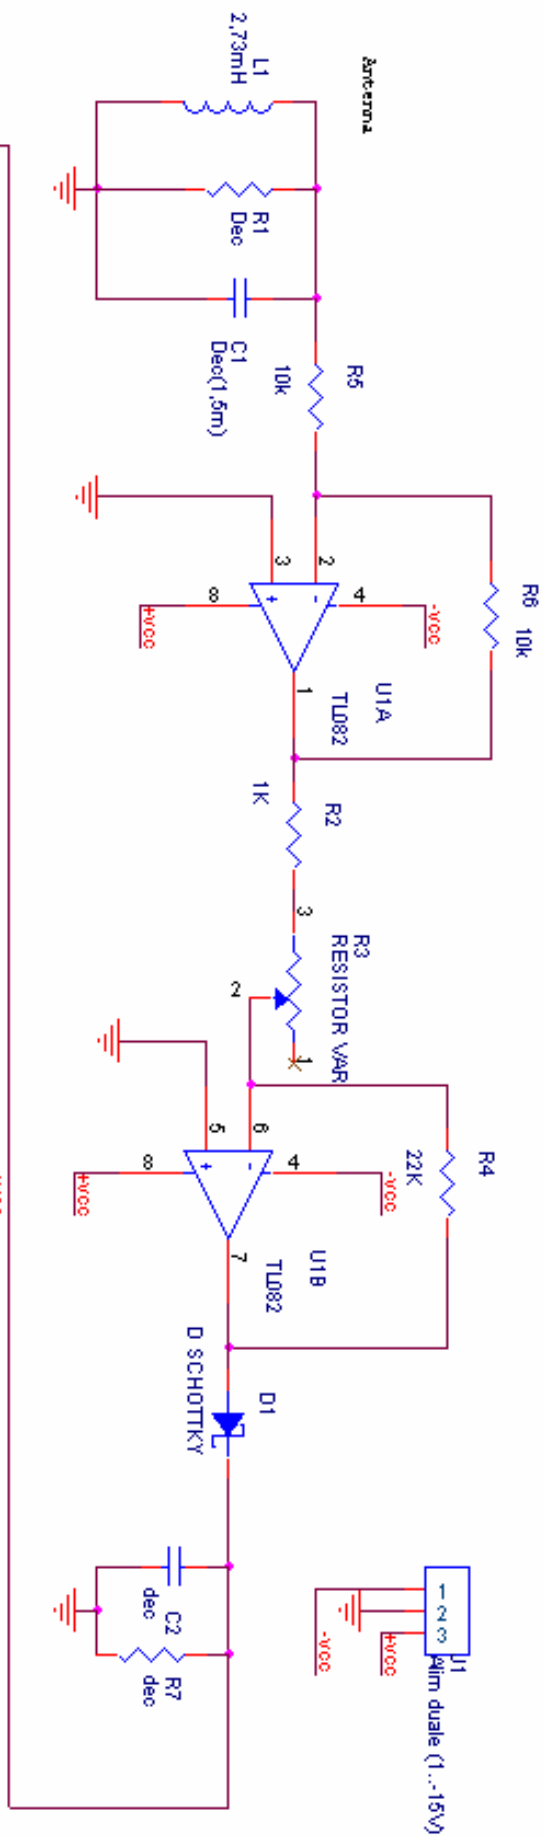 Antenna
L1
2,73mH
R1
Dec
C1
Dec(1,5m)
R5
10k
R6
10k
2
3
4
-vcc
8
+vcc
1
U1A
TL082
R2
1K
3
R3
RESISTOR VAR
2
1
6
5
4
-vcc
8
+vcc
R4
22K
7
U1B
TL082
D1
D SCHOTTKY
C2
dec
R7
dec
J1
1
2
3
Alim duale (1..-15V)
-vcc
+vcc